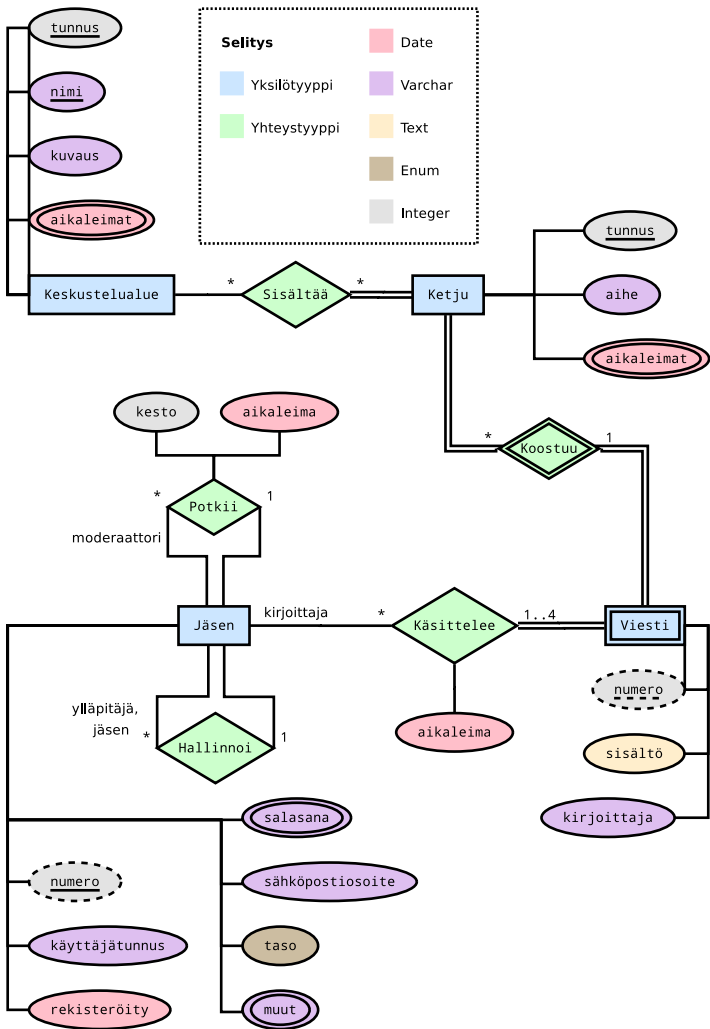 tunnus
nimi
kuvaus
aikaleimat
Selitys
Yksilötyyppi
Yhteystyyppi
Date
Varchar
Text
Enum
Integer
Keskustelualue
*
Sisältää
*
Ketju
tunnus
aihe
aikaleimat
kesto
aikaleima
*
Potkii
1
moderaattori
*
Koostuu
1
Jäsen
kirjoittaja
*
Käsittelee
1..4
Viesti
ylläpitäjä,
jäsen
*
Hallinnoi
1
aikaleima
numero
sisältö
kirjoittaja
salasana
numero
sähköpostiosoite
käyttäjätunnus
taso
rekisteröity
muut